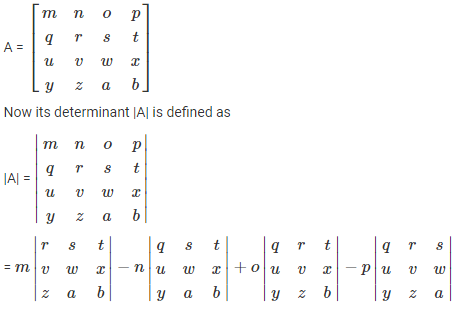 m n o p
q r s t
A =
u v w x
y z a b
Now its determinant |A| is defined as
m n o p
q r s t
|A| =
u v w x
y z a b
r s t q s t q r t q r s
= m v w x − n u w x + o u v x − p u v w
z a b y a b y z b y z a